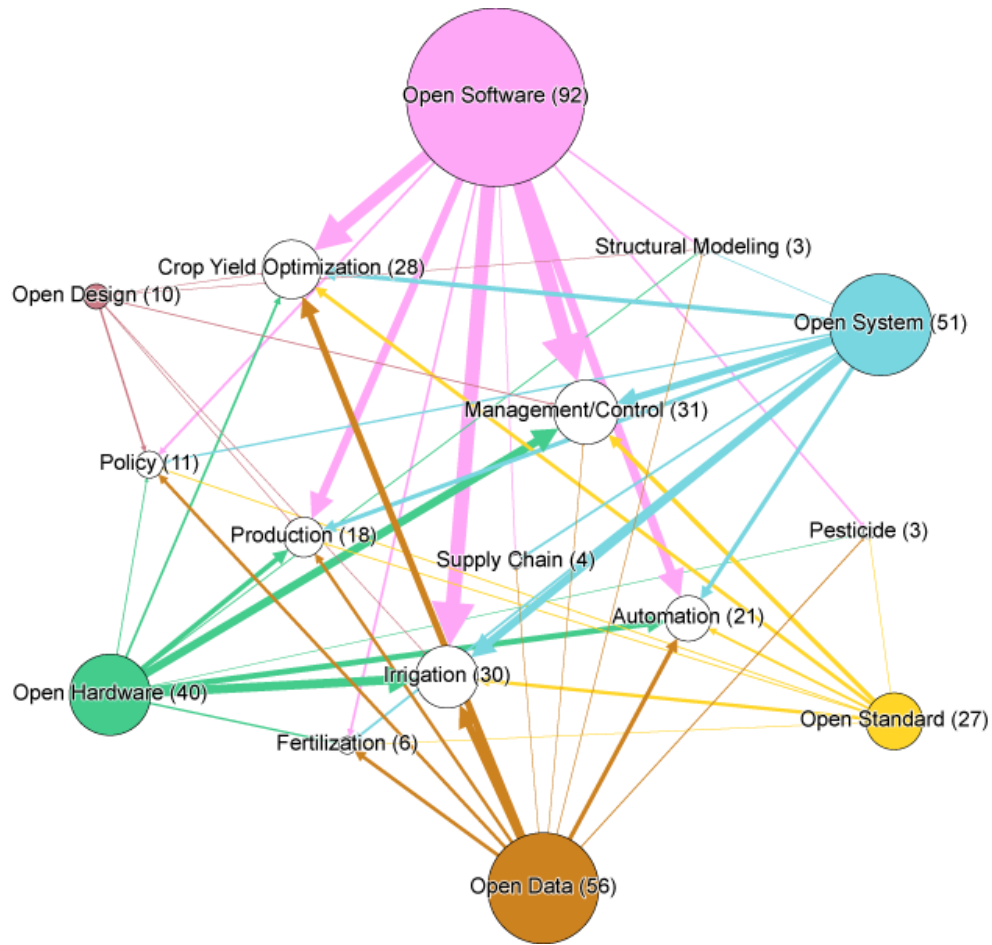 Open Software (92)
Structural Modeling (3)
Crop Yield Optimization (28)
Open Design (10)
Open System (51)
Management/Control (31)
Policy (11)
Pesticide (3)
Production (18)
Supply Chain (4)
Automation (21)
Irrigation (30)
Open Hardware (40)
Open Standard (27)
Fertilization (6)
Open Data (56)